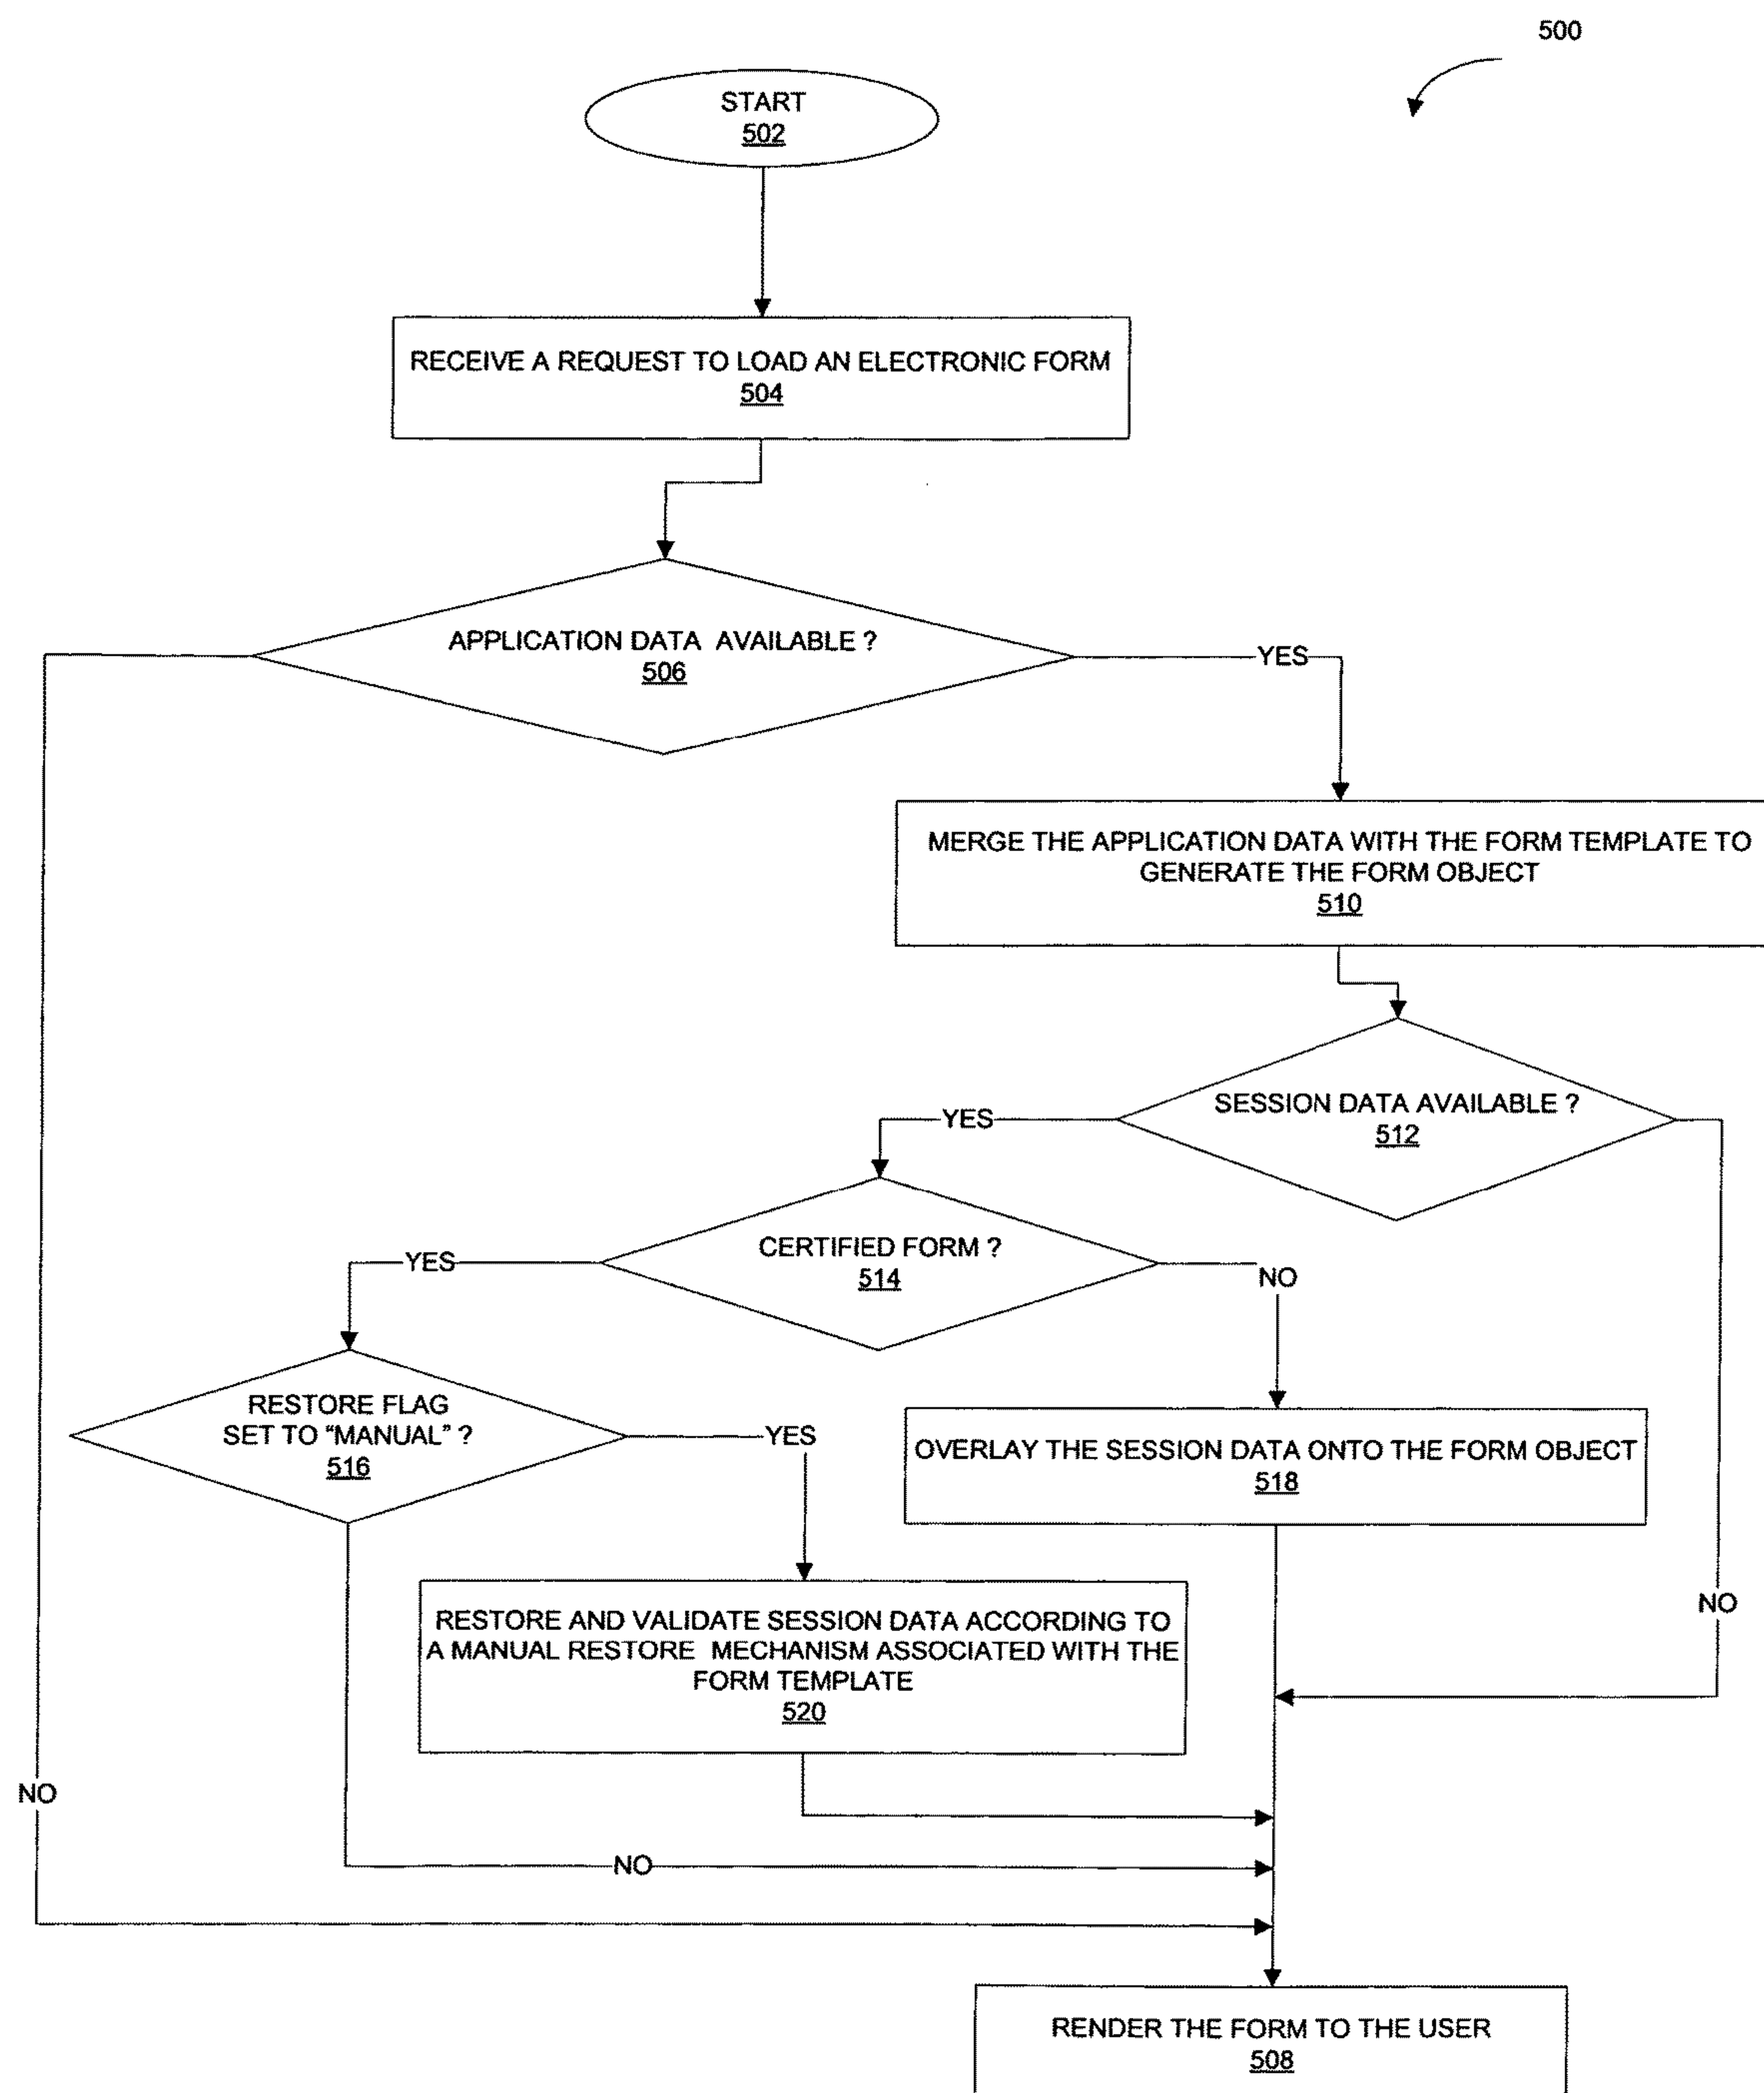 500
START
502
RECEIVE A REQUEST TO LOAD AN ELECTRONIC FORM
504
APPLICATION DATA AVAILABLE ?
506
YES
MERGE THE APPLICATION DATA WITH THE FORM TEMPLATE TO
GENERATE THE FORM OBJECT
510
SESSION DATA AVAILABLE ?
512
YES
CERTIFIED FORM ?
514
YES
NO
RESTORE FLAG
SET TO “MANUAL” ?
516
YES
OVERLAY THE SESSION DATA ONTO THE FORM OBJECT
518
NO
RESTORE AND VALIDATE SESSION DATA ACCORDING TO
A MANUAL RESTORE MECHANISM ASSOCIATED WITH THE
FORM TEMPLATE
520
NO
NO
RENDER THE FORM TO THE USER
508